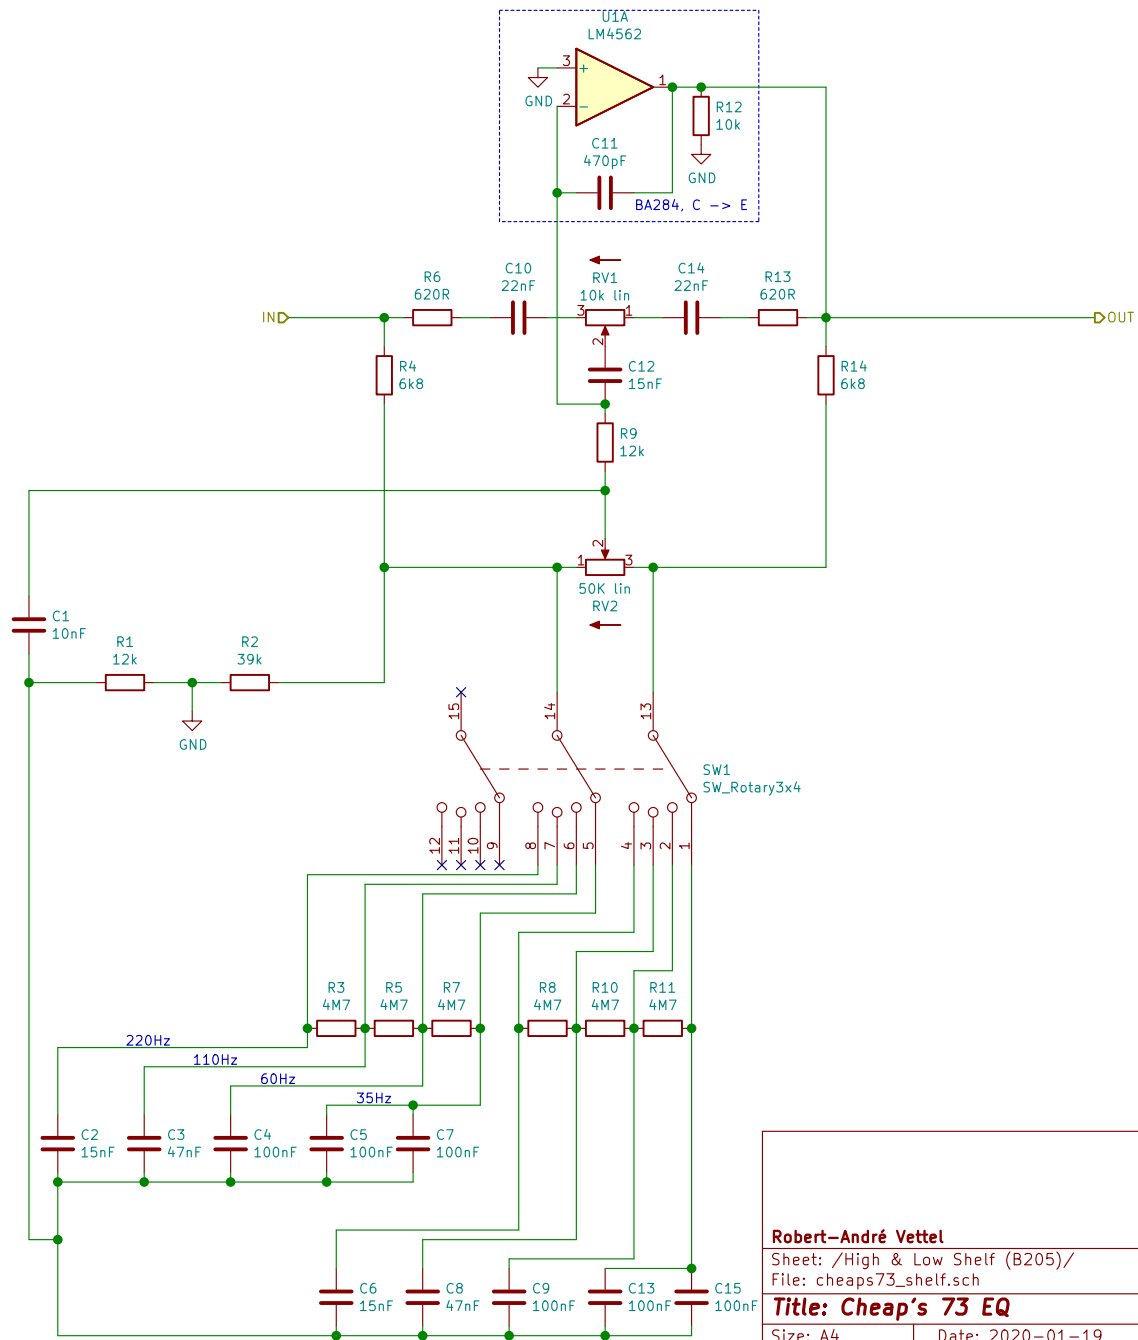 U1A
LM4562
3
+
GND
2
−
1
R12
10k
GND
C11
470pF
BA284, C −> E
R6
620R
C10
22nF
RV1
10k lin
C14
22nF
R13
620R
IN
3
1
OUT
2
R4
6k8
C12
15nF
R14
6k8
R9
12k
2
1
3
50K lin
RV2
C1
10nF
R1
12k
R2
39k
GND
15
14
13
SW1
SW_Rotary3x4
12
11
10
9
8
7
6
5
4
3
2
1
R3
4M7
R5
4M7
R7
4M7
R8
4M7
R10
4M7
R11
4M7
220Hz
110Hz
60Hz
35Hz
C2
15nF
C3
47nF
C4
100nF
C5
100nF
C7
100nF
C6
15nF
C8
47nF
C9
100nF
C13
100nF
C15
100nF
Robert−André Vettel
Sheet: /High & Low Shelf (B205)/
File: cheaps73_shelf.sch
Title: Cheap's 73 EQ
Size: A4
Date: 2020−01−19